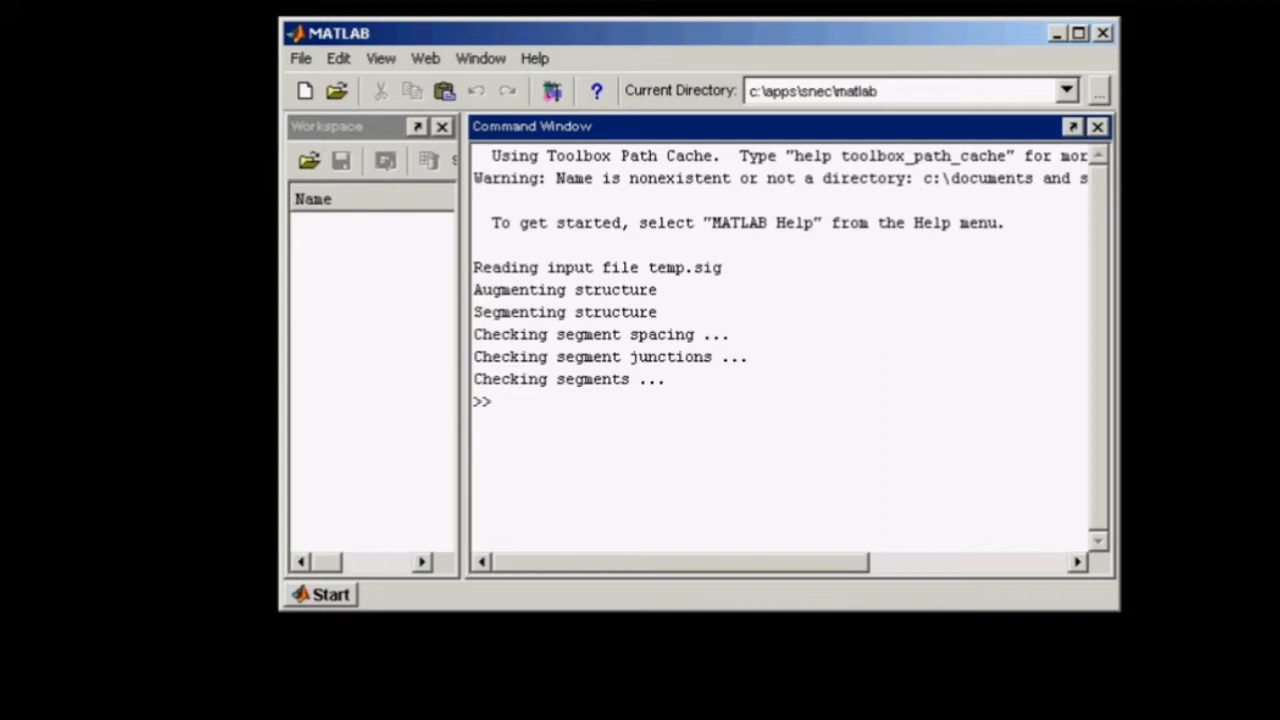 MATLAB
File Edit View Web Window Help
Current Directory: c:\apps\snec\matlab
Workspace
Command Window
Name
Using Toolbox Path Cache. Type "help toolbox_path_cache" for mor
Warning: Name is nonexistent or not a directory: c:\documents and s
To get started, select "MATLAB Help" from the Help menu.
Reading input file temp.sig
Augmenting structure
Segmenting structure
Checking segment spacing ...
Checking segment junctions ...
Checking segments ...
>>
Start